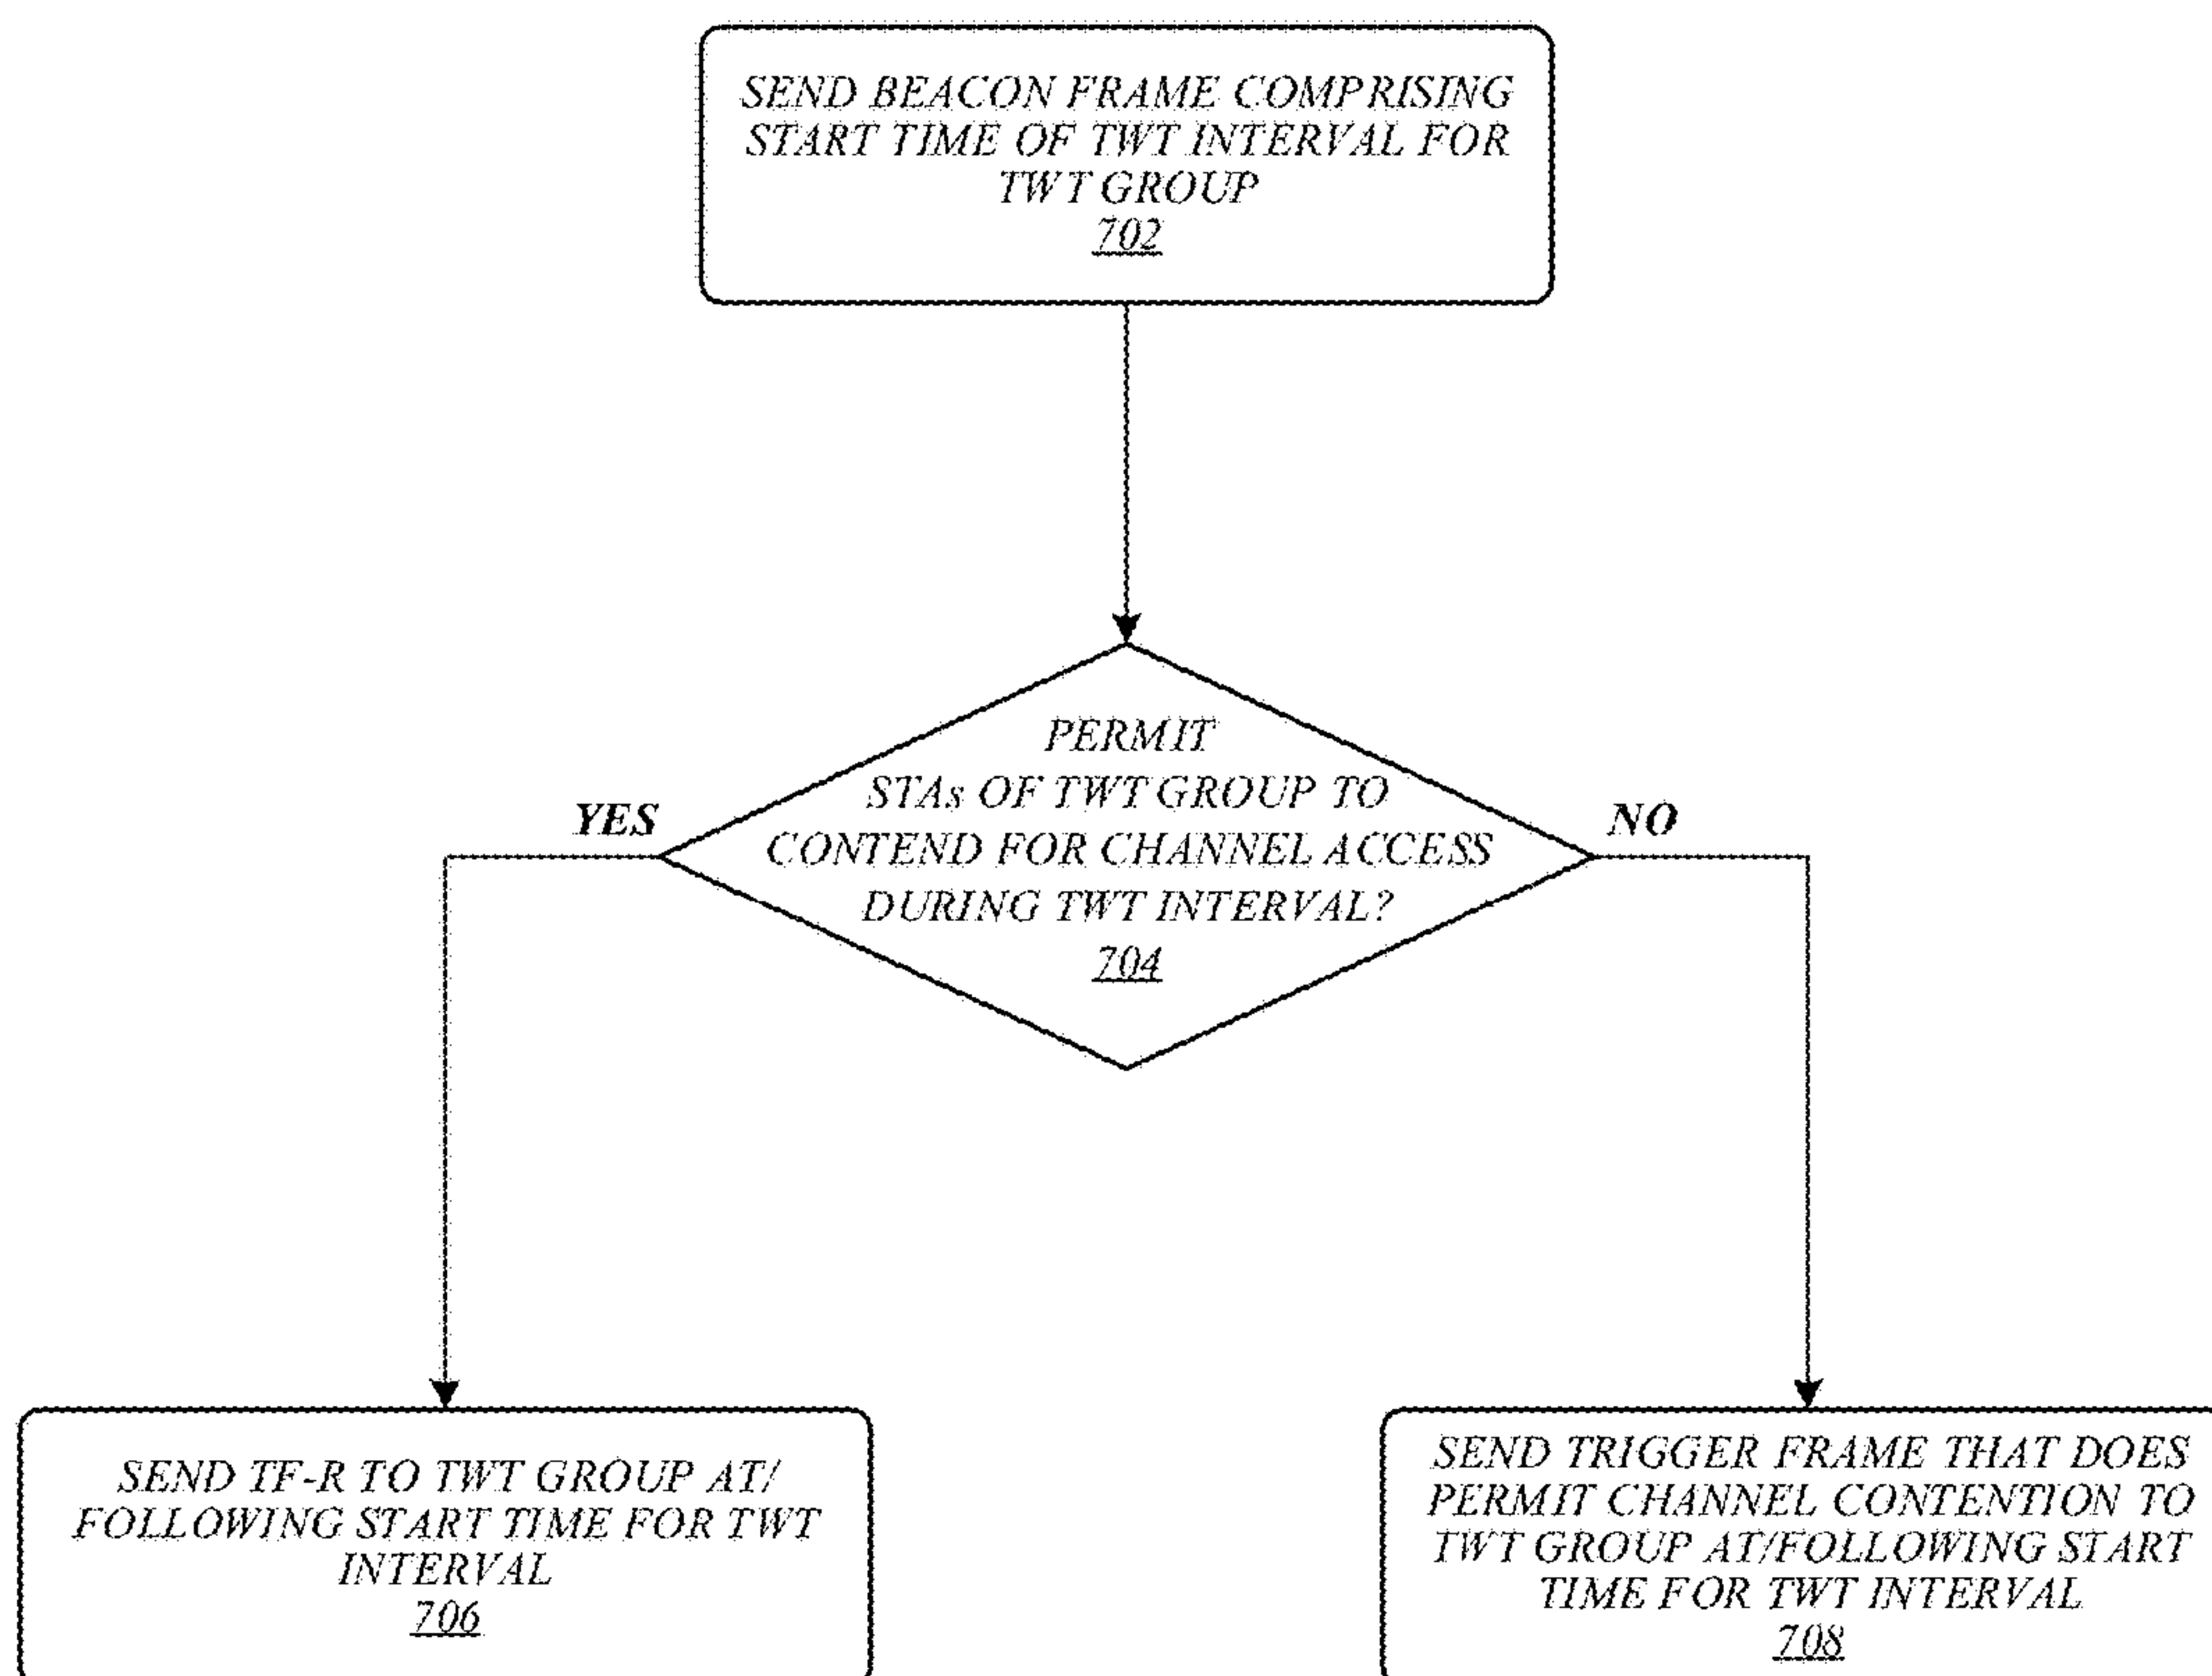 SEND BEACON FRAME COMPRISING
START TIME OF TWT INTERVAL FOR
TWT GROUP
702
PERMIT
STAs OF TWT GROUP TO
CONTEND FOR CHANNEL ACCESS
DURING TWT INTERVAL?
704
YES
NO
SEND TF-R TO TWT GROUP AT/
FOLLOWING START TIME FOR TWT
INTERVAL
706
SEND TRIGGER FRAME THAT DOES
PERMIT CHANNEL CONTENTION TO
TWT GROUP AT/FOLLOWING START
TIME FOR TWT INTERVAL
708